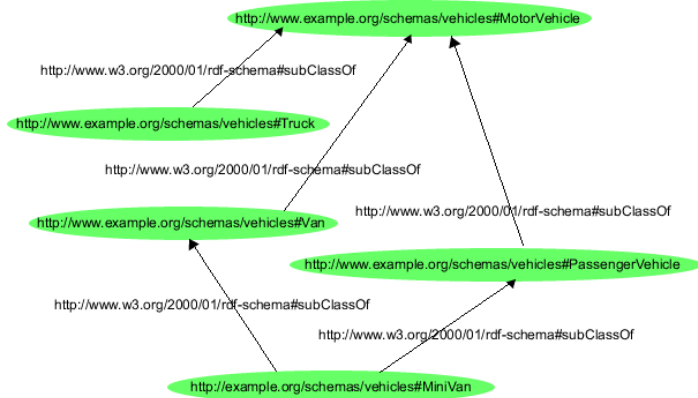 http://www.example.org/schemas/vehicles#MotorVehicle
http://www.w3.org/2000/01/rdf-schema#subClassOf
http://www.example.org/schemas/vehicles#Truck
http://www.w3.org/2000/01/rdf-schema#subClassOf
http://www.w3.org/2000/01/rdf-schema#subClassOf
http://www.example.org/schemas/vehicles#Van
http://www.example.org/schemas/vehicles#PassengerVehicle
http://www.w3.org/2000/01/rdf-schema#subClassOf
http://www.w3.org/2000/01/rdf-schema#subClassOf
http://example.org/schemas/vehicles#MiniVan